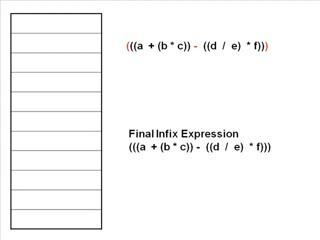 (((a + (b * c)) - ((d / e) * f)))
Final Infix Expression
(((a + (b * c)) - ((d / e) * f)))